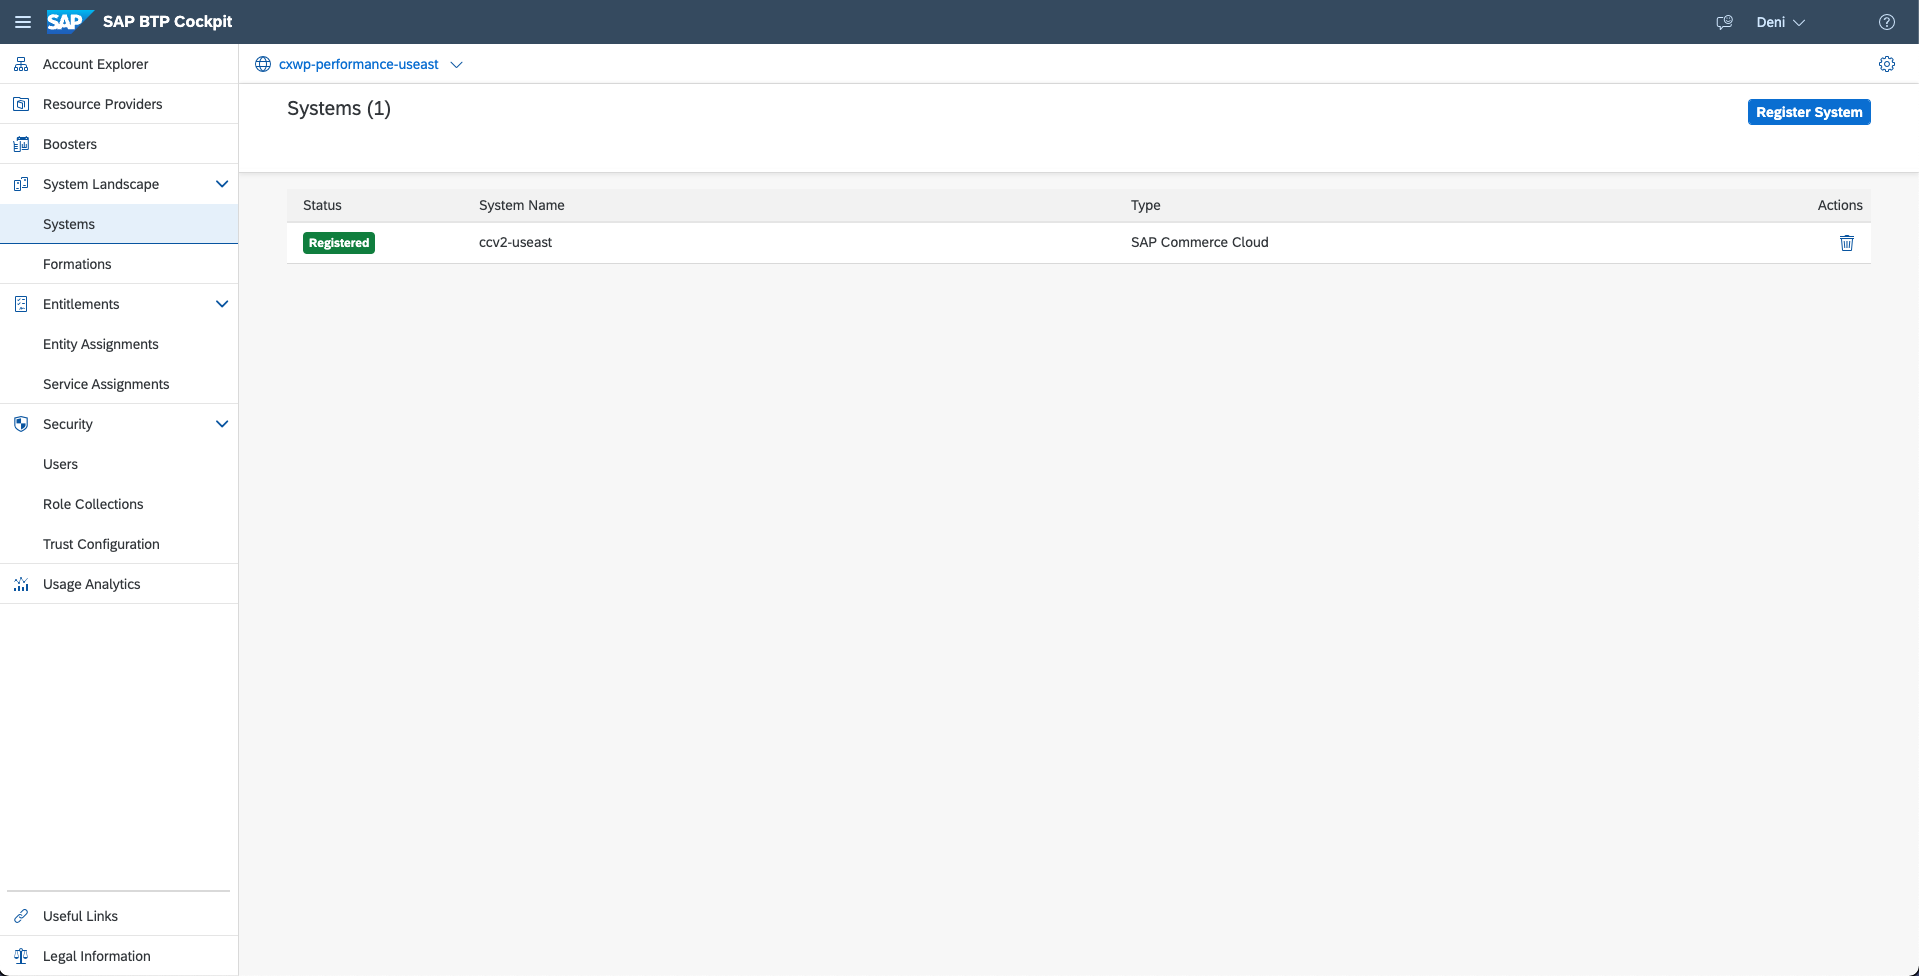 SAP SAP BTP Cockpit
Deni
Account Explorer
Resource Providers
Boosters
System Landscape
Systems
Formations
Entitlements
Entity Assignments
Service Assignments
Security
Users
Role Collections
Trust Configuration
Usage Analytics
Useful Links
Legal Information
cxwp-performance-useast
Systems (1)
Register System
Status System Name Type Actions
Registered ccv2-useast SAP Commerce Cloud